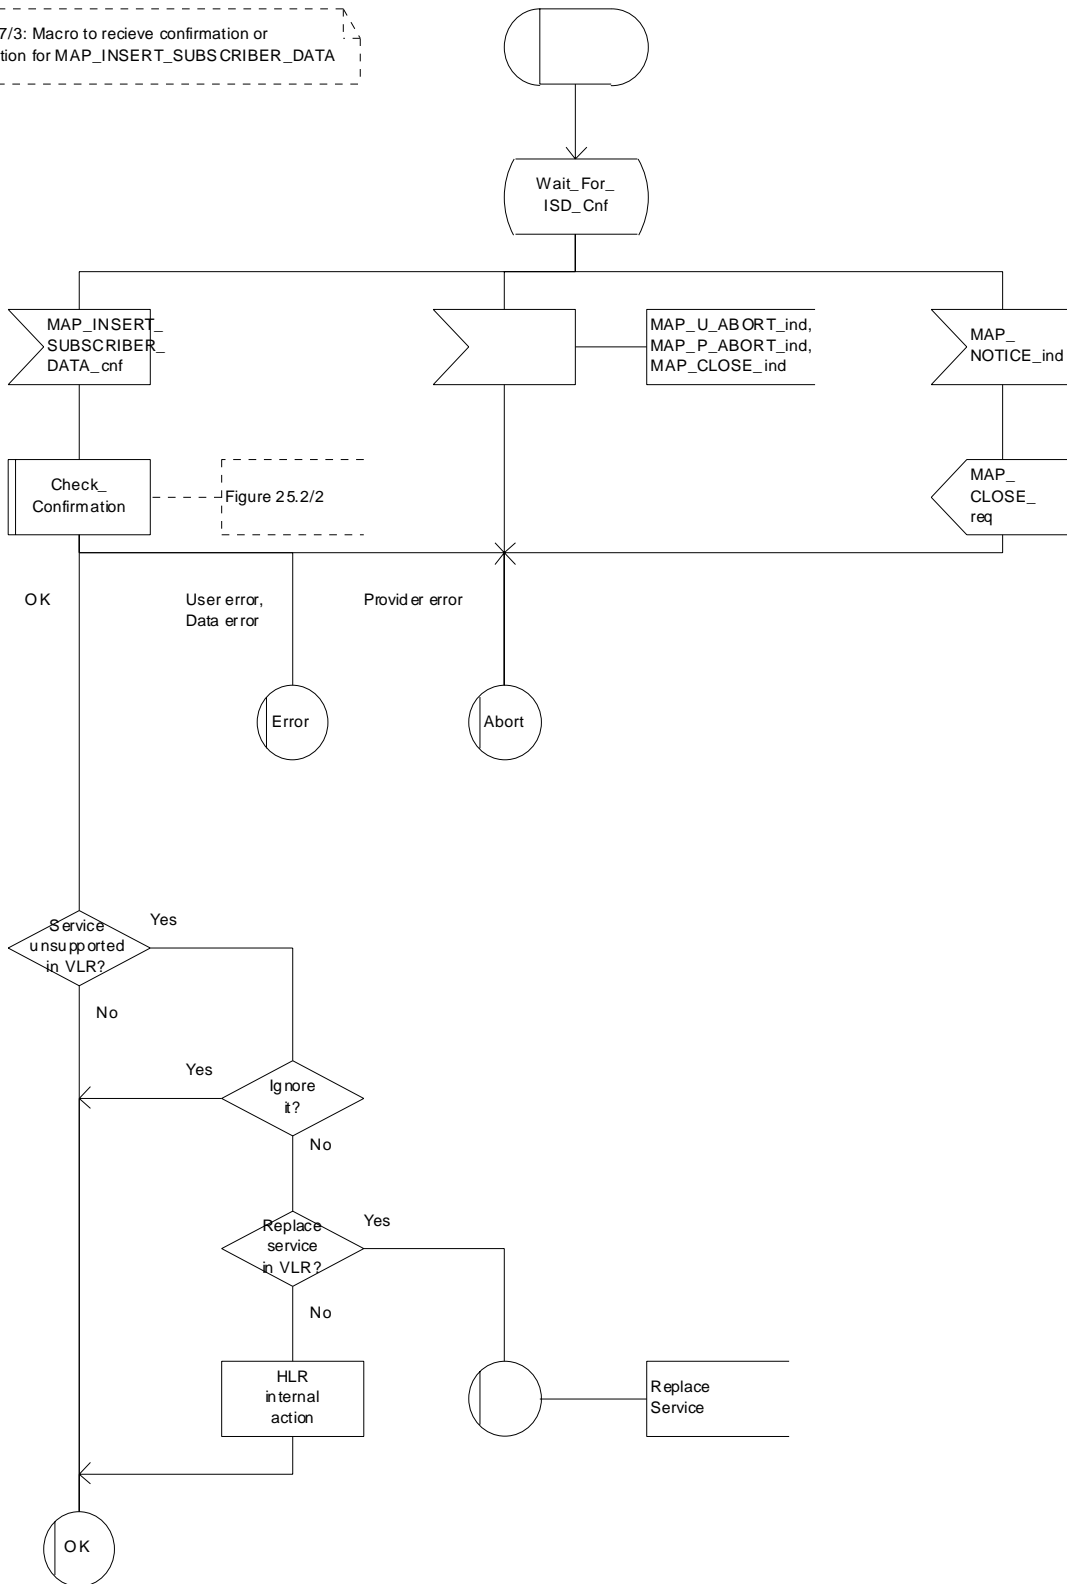 7/3: Macro to recieve confirmation or
tion for MAP_INSERT_SUBSCRIBER_DATA
Wait_For_
ISD_Cnf
MAP_INSERT_
SUBSCRIBER_
DATA_cnf
MAP_U_ABORT_ind,
MAP_P_ABORT_ind,
MAP_CLOSE_ind
MAP_
NOTICE_ind
Check_
Confirmation
Figure 25.2/2
MAP_
CLOSE_
req
OK
User error,
Data error
Provider error
Error
Abort
Service
unsupported
in VLR?
Yes
No
Ignore
it?
Yes
No
Replace
service
in VLR?
Yes
No
HLR
internal
action
Replace
Service
OK